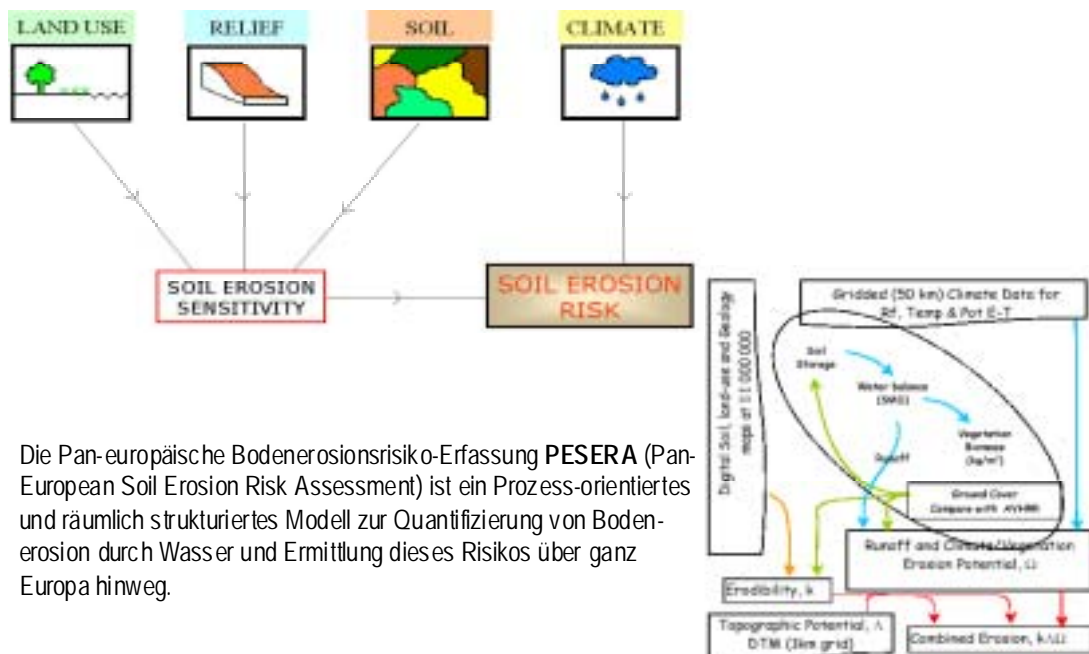 LAND USE
RELIEF
SOIL
CLIMATE
SOIL EROSION
SENSITIVITY
SOIL EROSION
RISK
Die Pan-europäische Bodenerosionsrisiko-Erfassung PESERA (Pan-
European Soil Erosion Risk Assessment) ist ein Prozess-orientiertes
und räumlich strukturiertes Modell zur Quantifizierung von Boden-
erosion durch Wasser und Ermittlung dieses Risikos über ganz
Europa hinweg.
Digital Soil, land-use and Geology
maps at 1:1 000 000
Gridded (50 km) Climate Data for
Rf, Temp & Pot E-T
Soil
Storage
Water balance
Vegetation
Biomass
(kg/m²)
Runoff
Ground Cover
Compare with AVHRR
Runoff and Climate/Vegetation
Erosion Potential, Ω
Erodibility, k
Topographic Potential, Λ
DTM (1km grid)
Combined Erosion, kΛΩ